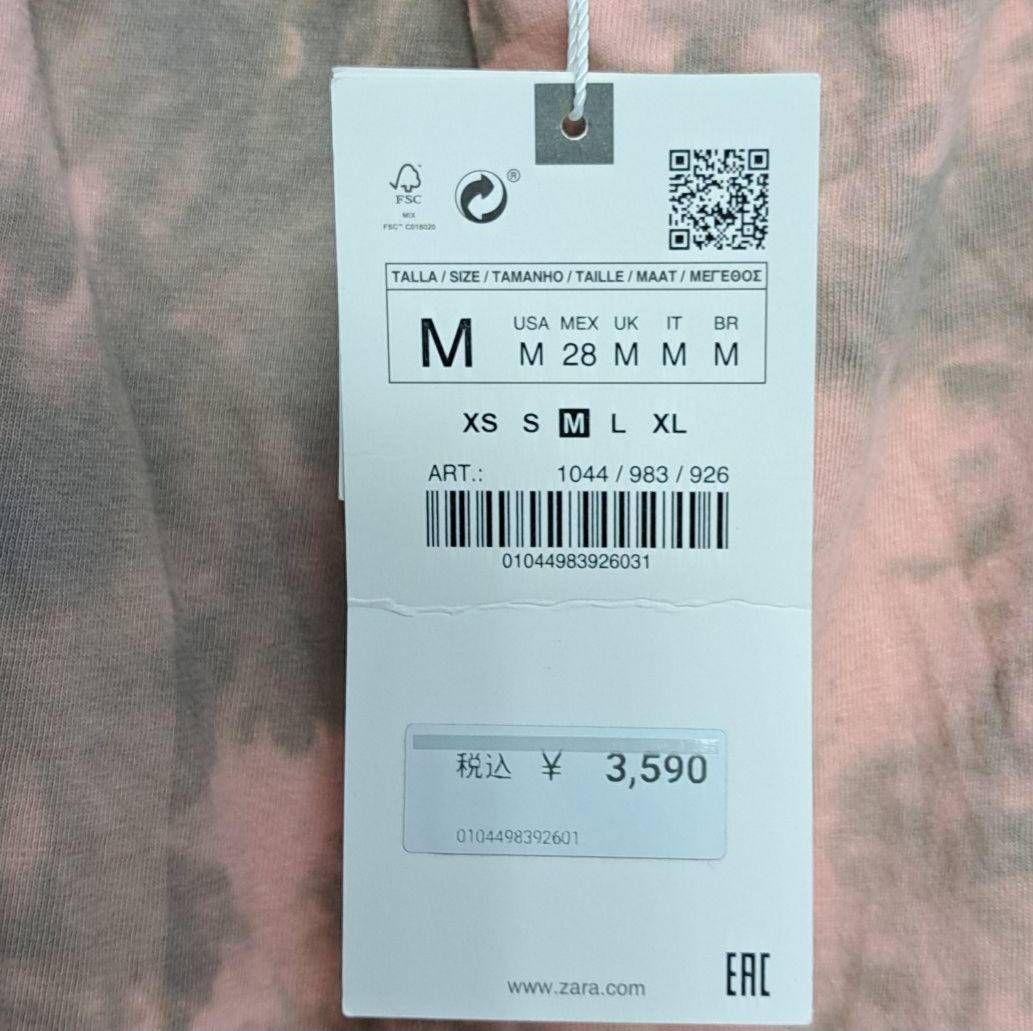 FSC™
MIX
FSC™ C018020
®
TALLA / SIZE / TAMANHO / TAILLE / MAAT / ΜΕΓΕΘΟΣ
USA MEX UK IT BR
M M 28 M M M
XS S M L XL
ART.: 1044 / 983 / 926
01044983926031
税込 ¥ 3,590
0104498392601
www.zara.com EAC